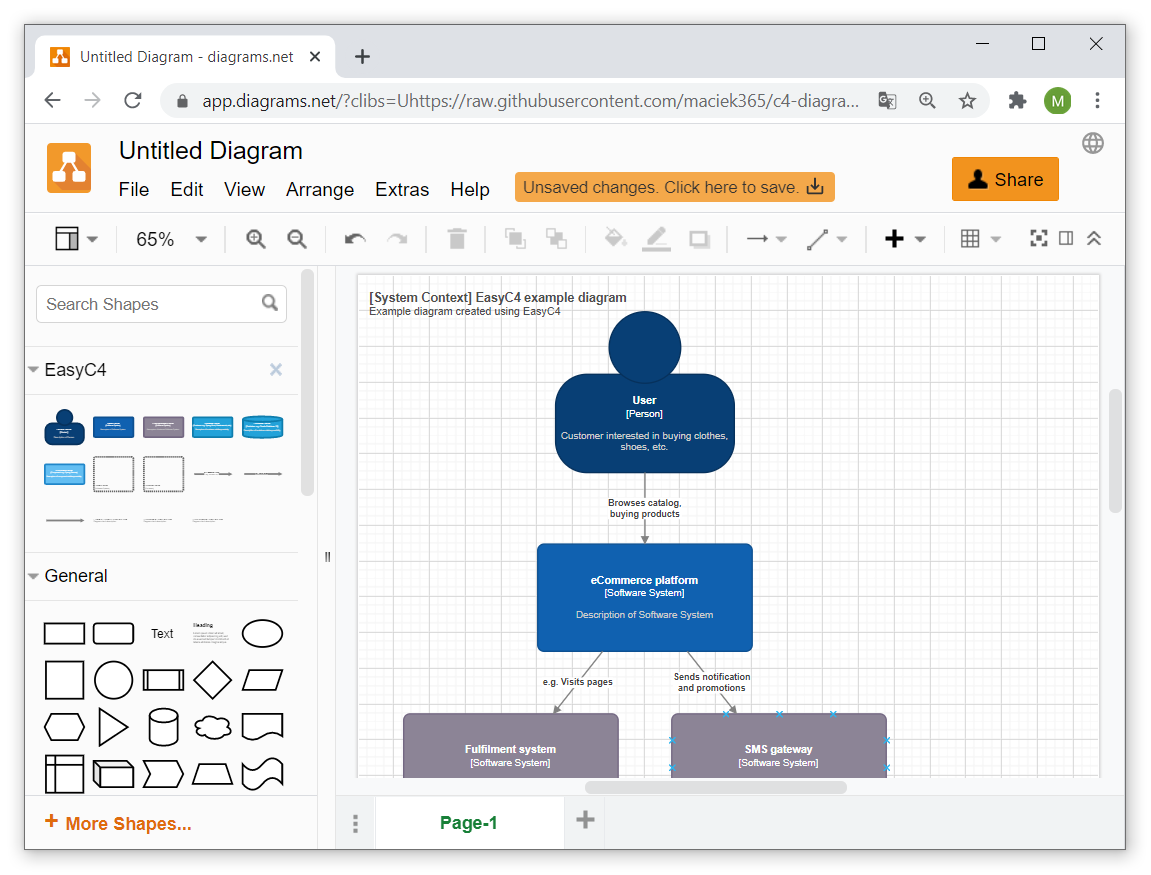 Untitled Diagram - diagrams.net
app.diagrams.net/?clibs=Uhttps://raw.githubusercontent.com/maciek365/c4-diagra...
M
Untitled Diagram
File Edit View Arrange Extras Help
Unsaved changes. Click here to save.
Share
65%
Search Shapes
EasyC4
General
Text
Heading
More Shapes...
[System Context] EasyC4 example diagram
Example diagram created using EasyC4
User
[Person]
Customer interested in buying clothes,
shoes, etc.
Browses catalog,
buying products
eCommerce platform
[Software System]
Description of Software System
e.g. Visits pages
Sends notification
and promotions
Fulfilment system
[Software System]
SMS gateway
[Software System]
Page-1